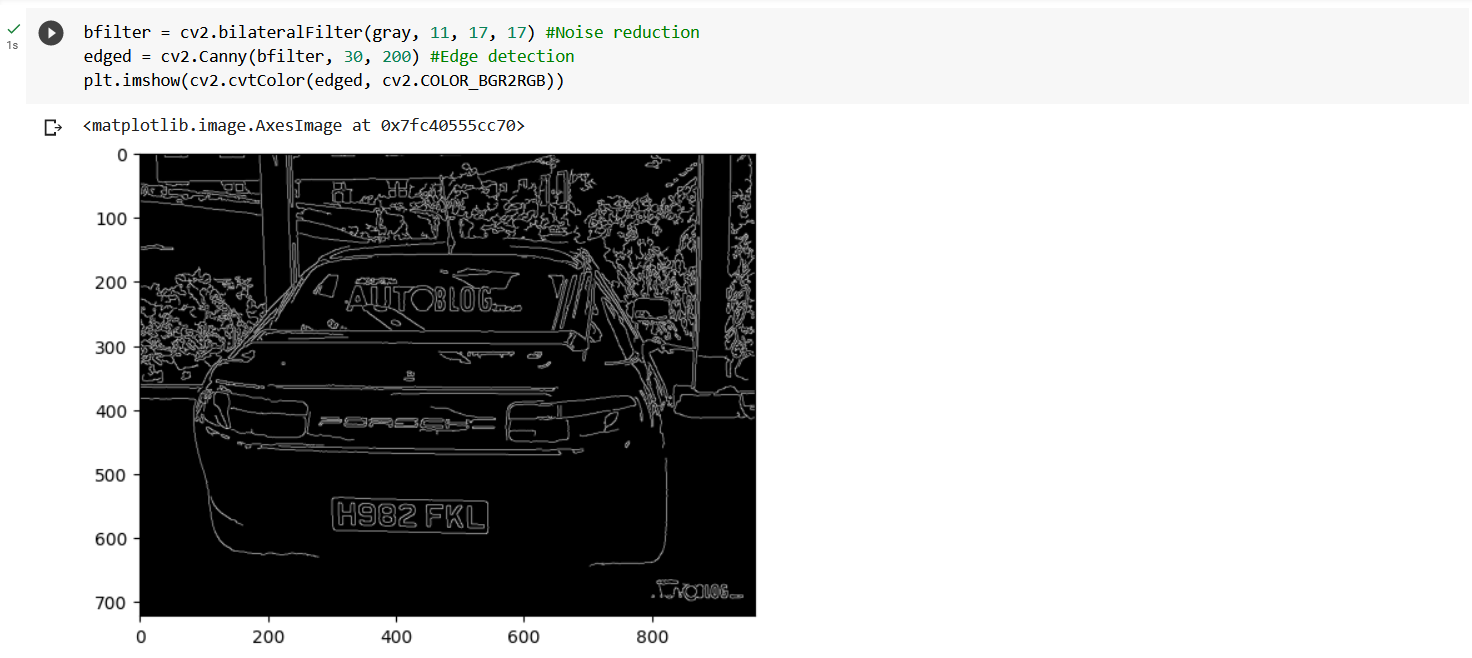 bfilter = cv2.bilateralFilter(gray, 11, 17, 17) #Noise reduction
1s
edged = cv2.Canny(bfilter, 30, 200) #Edge detection
plt.imshow(cv2.cvtColor(edged, cv2.COLOR_BGR2RGB))
<matplotlib.image.AxesImage at 0x7fc40555cc70>
0
100
200
AUTOBLOG
300
400
PORSCHE
500
H982 FKL
600
700
0 200 400 600 800